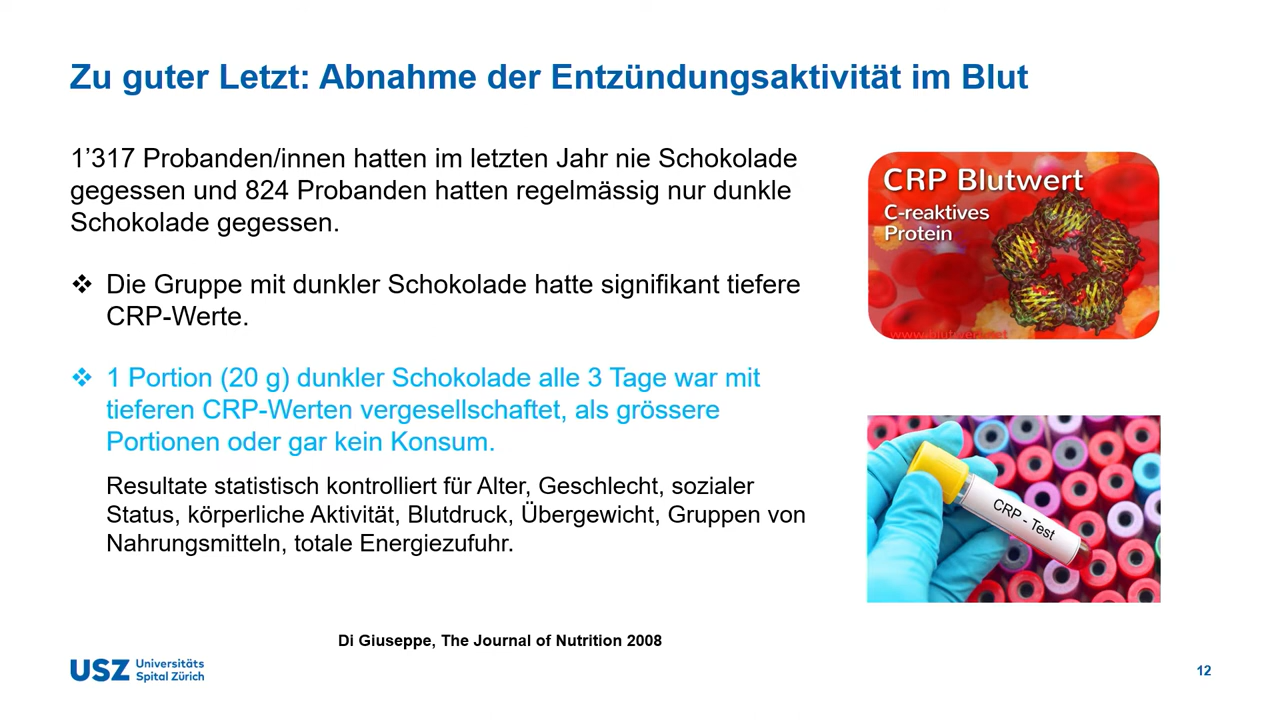 Zu guter Letzt: Abnahme der Entzündungsaktivität im Blut
1’317 Probanden/innen hatten im letzten Jahr nie Schokolade
gegessen und 824 Probanden hatten regelmässig nur dunkle
Schokolade gegessen.
❖ Die Gruppe mit dunkler Schokolade hatte signifikant tiefere
CRP-Werte.
❖ 1 Portion (20 g) dunkler Schokolade alle 3 Tage war mit
tieferen CRP-Werten vergesellschaftet, als grössere
Portionen oder gar kein Konsum.
Resultate statistisch kontrolliert für Alter, Geschlecht, sozialer
Status, körperliche Aktivität, Blutdruck, Übergewicht, Gruppen von
Nahrungsmitteln, totale Energiezufuhr.
CRP Blutwert
C-reaktives
Protein
CRP - Test
Di Giuseppe, The Journal of Nutrition 2008
USZ Universitäts
Spital Zürich
12